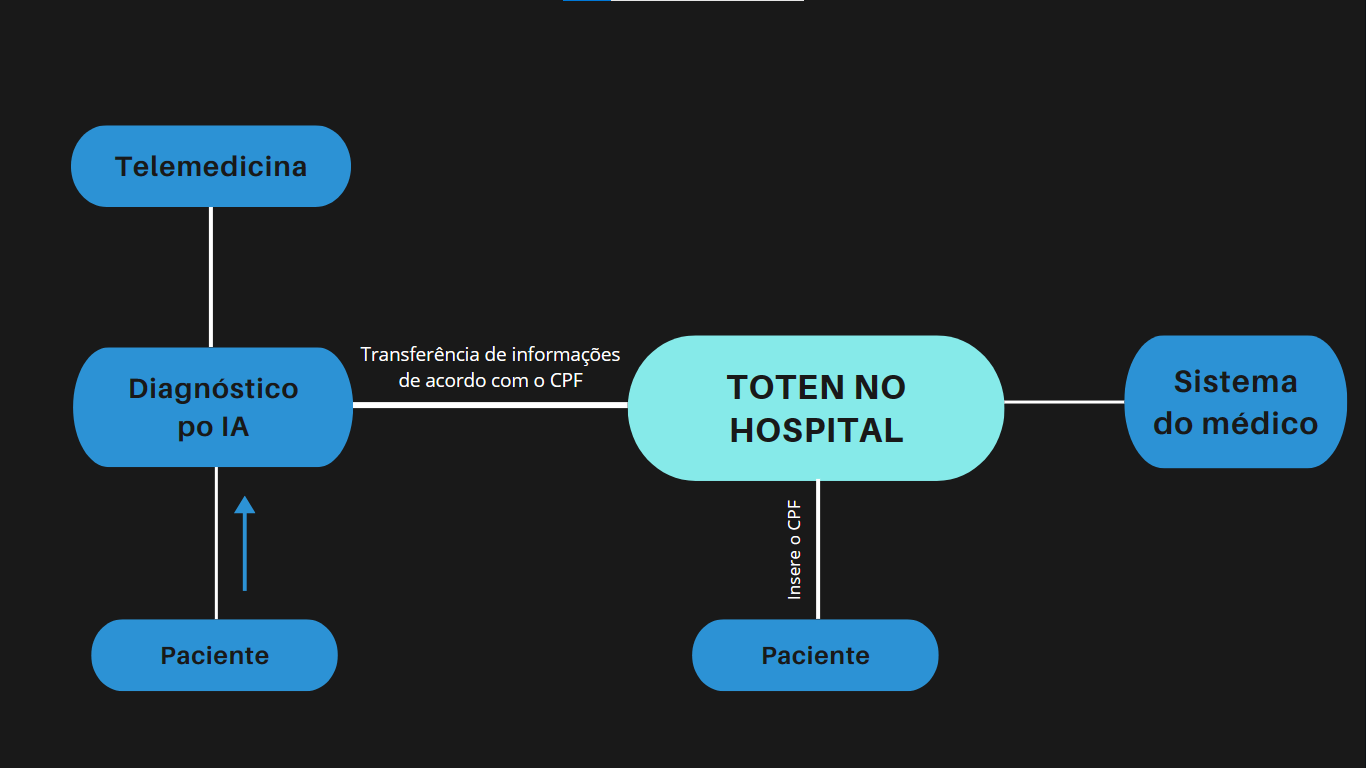 Telemedicina
Diagnóstico
po IA
Transferência de informações
de acordo com o CPF
TOTEN NO
HOSPITAL
Sistema
do médico
Insere o CPF
Paciente
Paciente